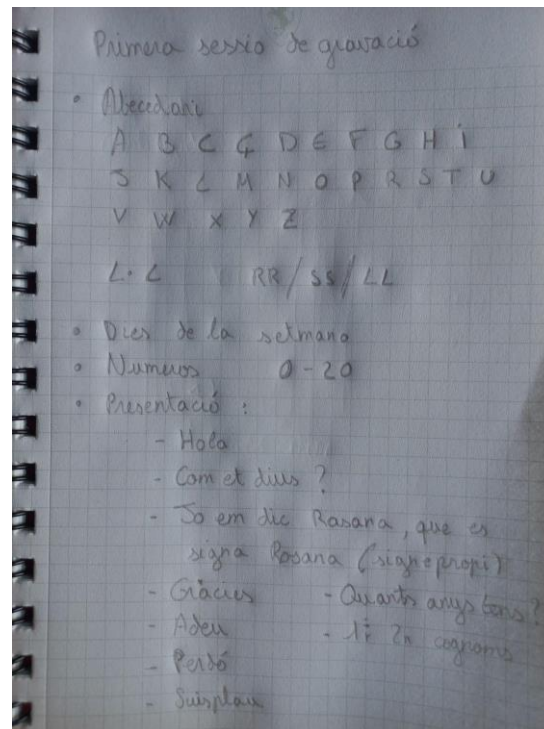 Primera sessio de gravació
• Abecedari
A B C Ç D E F G H I
J K L M N O P R S T U
V W X Y Z
L·L RR/SS/LL
• Dies de la setmana
• Numeros 0-20
• Presentació :
- Hola
- Com et dius ?
- Jo em dic Rosana, que es
signa Rosana (signe propi)
- Gràcies - Quants anys tens?
- Adeu - 1r 2n cognoms
- Perdó
- Sisplau